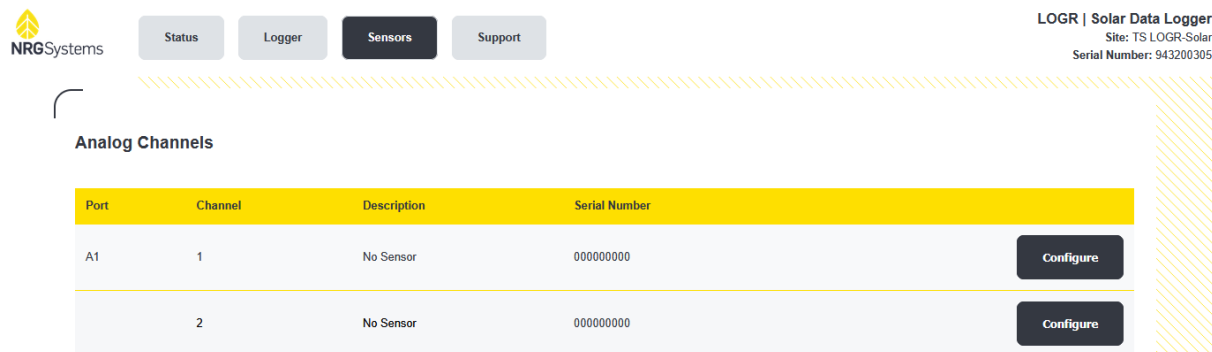 NRGSystems
Status Logger Sensors Support
LOGR | Solar Data Logger
Site: TS LOGR-Solar
Serial Number: 943200305
Analog Channels
Port Channel Description Serial Number
A1 1 No Sensor 000000000 Configure
2 No Sensor 000000000 Configure